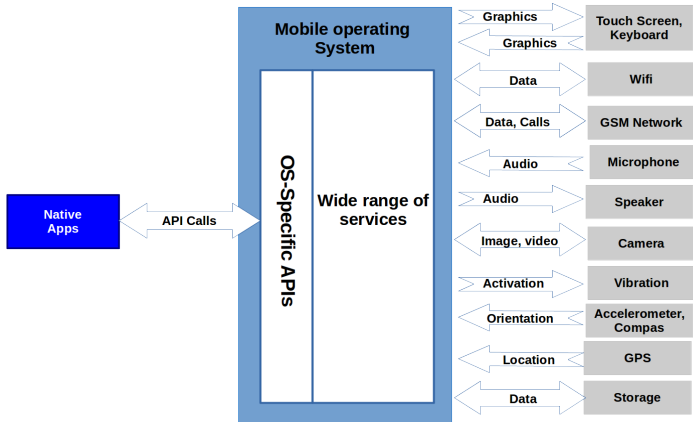 Mobile operating
System
OS-Specific APIs
Wide range of
services
Native
Apps
API Calls
Graphics
Graphics
Touch Screen,
Keyboard
Data
Wifi
Data, Calls
GSM Network
Audio
Microphone
Audio
Speaker
Image, video
Camera
Activation
Vibration
Orientation
Accelerometer,
Compas
Location
GPS
Data
Storage